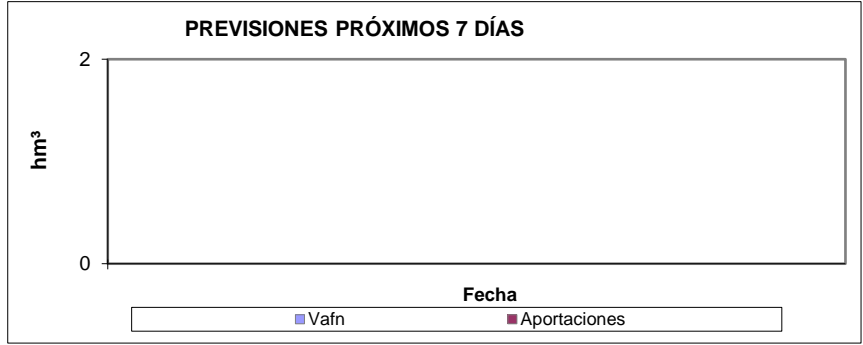 PREVISIONES PRÓXIMOS 7 DÍAS
2
hm³
0
Fecha
Vafn Aportaciones